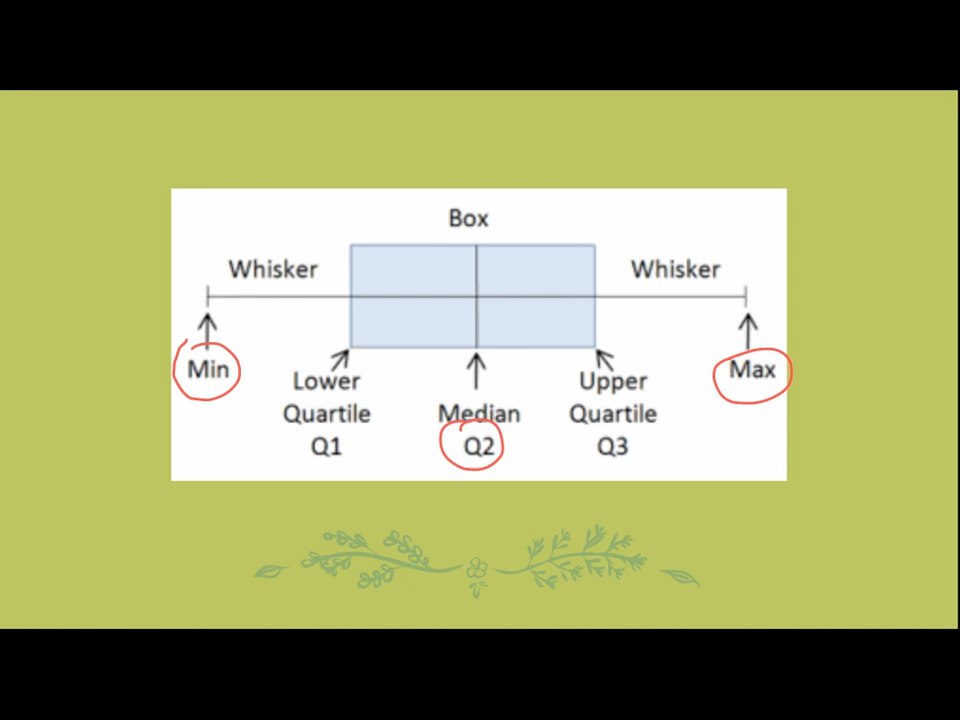 Box
Whisker
Whisker
Min
Max
Lower
Quartile
Q1
Median
Q2
Upper
Quartile
Q3